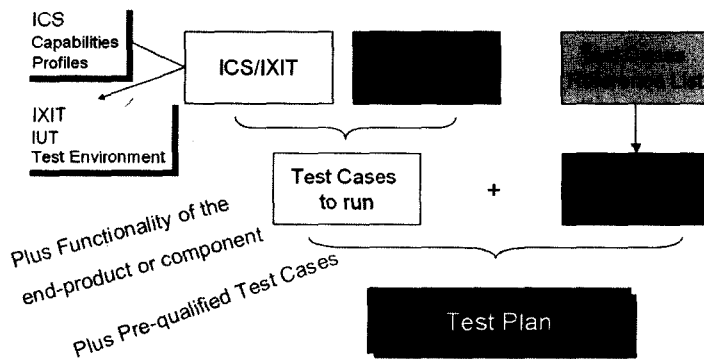 ICS
Capabilities
Profiles
ICS/IXIT
IXIT
IUT
Test Environment
Test Cases
to run
+
Plus Functionality of the
end-product or component
Plus Pre-qualified Test Cases
Test Plan